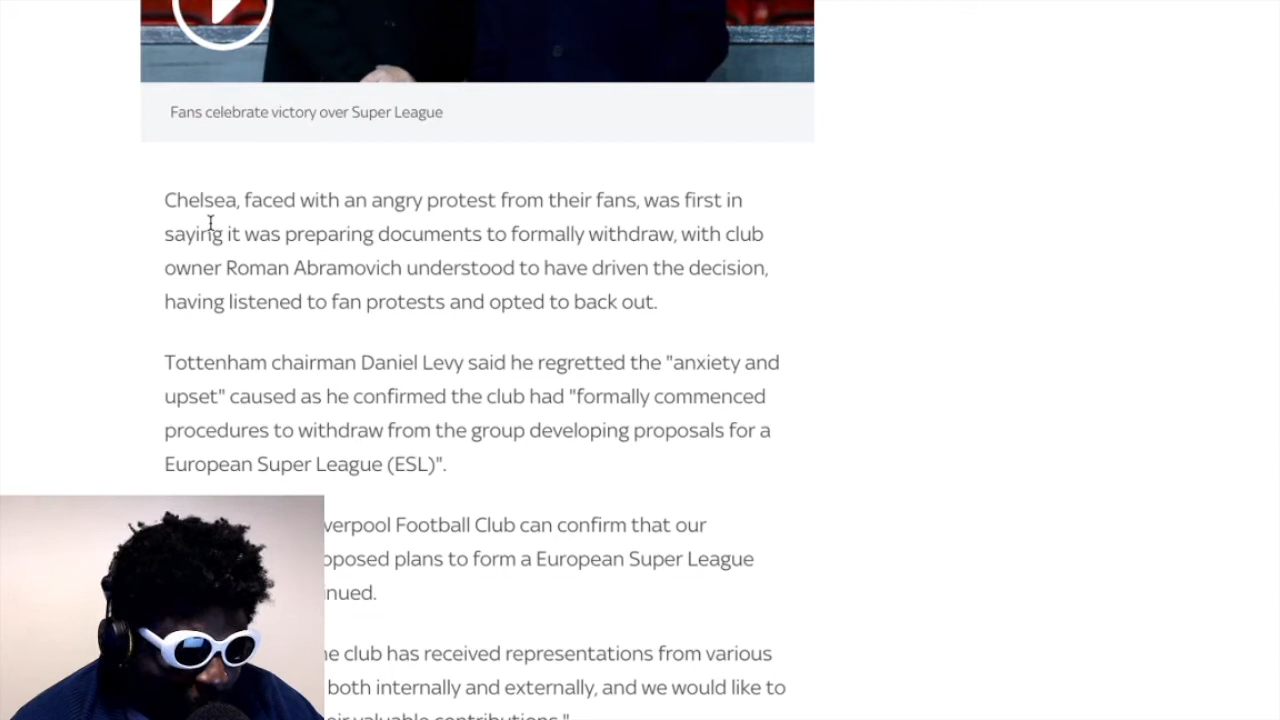 Fans celebrate victory over Super League
Chelsea, faced with an angry protest from their fans, was first in
saying it was preparing documents to formally withdraw, with club
owner Roman Abramovich understood to have driven the decision,
having listened to fan protests and opted to back out.
Tottenham chairman Daniel Levy said he regretted the "anxiety and
upset" caused as he confirmed the club had "formally commenced
procedures to withdraw from the group developing proposals for a
European Super League (ESL)".
verpool Football Club can confirm that our
oposed plans to form a European Super League
inued.
e club has received representations from various
both internally and externally, and we would like to
eir valuable contributions."